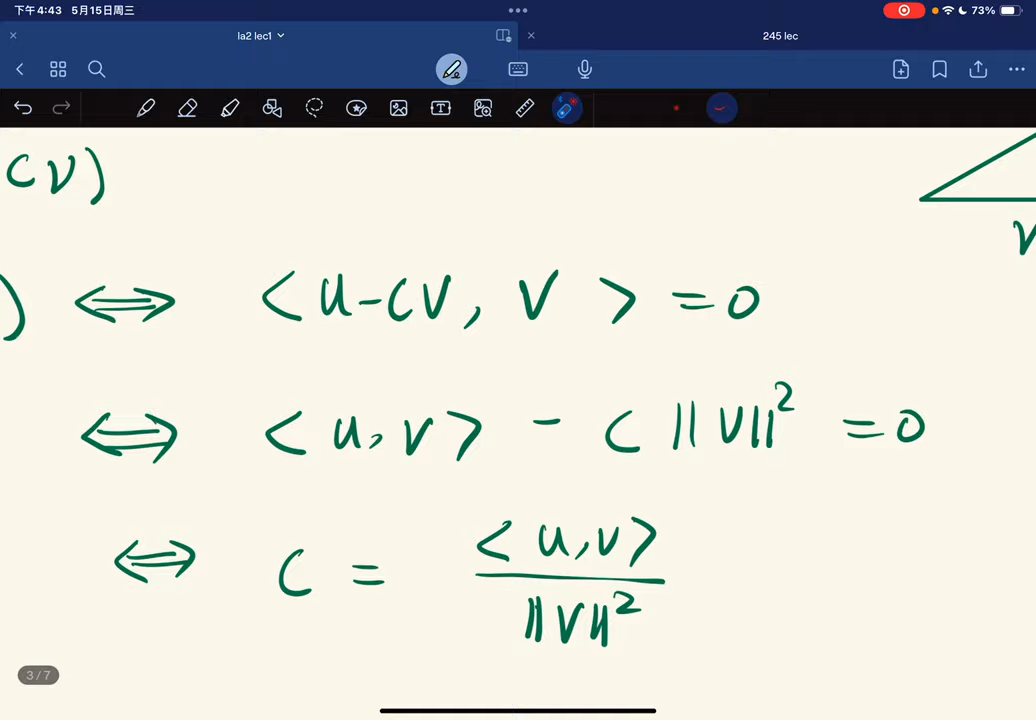 下午4:43 5月15日周三 73%
la2 lec1 245 lec
CV)
V
) ⟺ <u-cv, v> =0
⟺ <u,v> - c ||v||² =0
⟺ c = <u,v>
||v||²
3/7